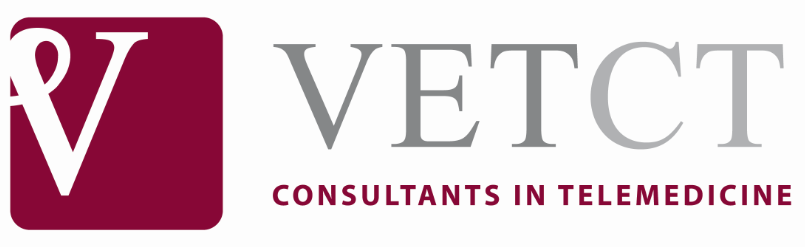 V
VETCT
CONSULTANTS IN TELEMEDICINE